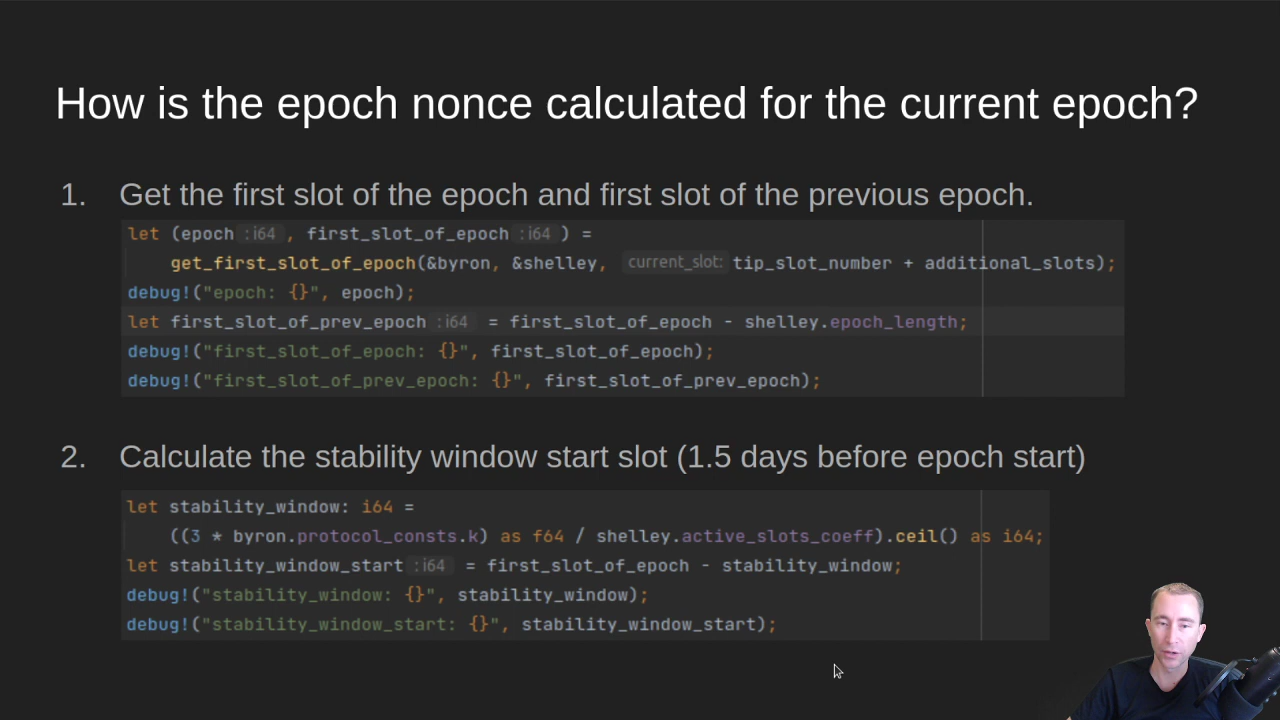 How is the epoch nonce calculated for the current epoch?
1. Get the first slot of the epoch and first slot of the previous epoch.
let (epoch :i64 , first_slot_of_epoch :i64 ) =
get_first_slot_of_epoch(&byron, &shelley, current_slot: tip_slot_number + additional_slots);
debug!("epoch: {}", epoch);
let first_slot_of_prev_epoch :i64 = first_slot_of_epoch - shelley.epoch_length;
debug!("first_slot_of_epoch: {}", first_slot_of_epoch);
debug!("first_slot_of_prev_epoch: {}", first_slot_of_prev_epoch);
2. Calculate the stability window start slot (1.5 days before epoch start)
let stability_window: i64 =
((3 * byron.protocol_consts.k) as f64 / shelley.active_slots_coeff).ceil() as i64;
let stability_window_start :i64 = first_slot_of_epoch - stability_window;
debug!("stability_window: {}", stability_window);
debug!("stability_window_start: {}", stability_window_start);